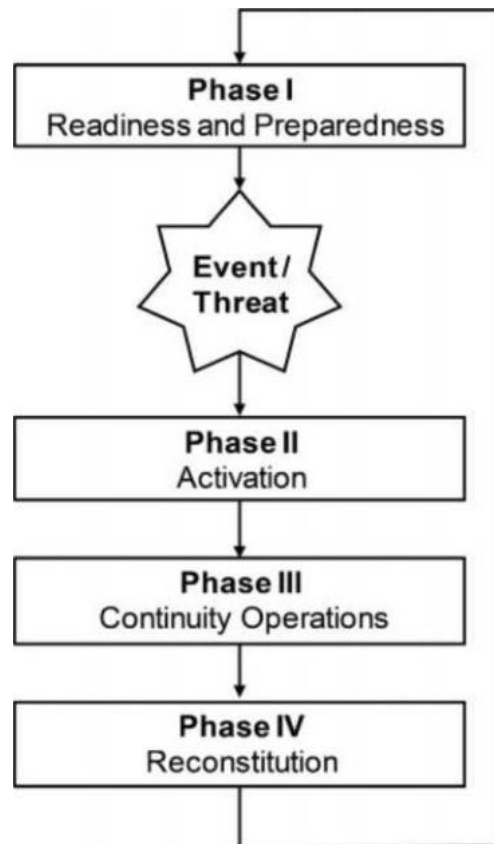 Phase I
Readiness and Preparedness
Event/
Threat
Phase II
Activation
Phase III
Continuity Operations
Phase IV
Reconstitution